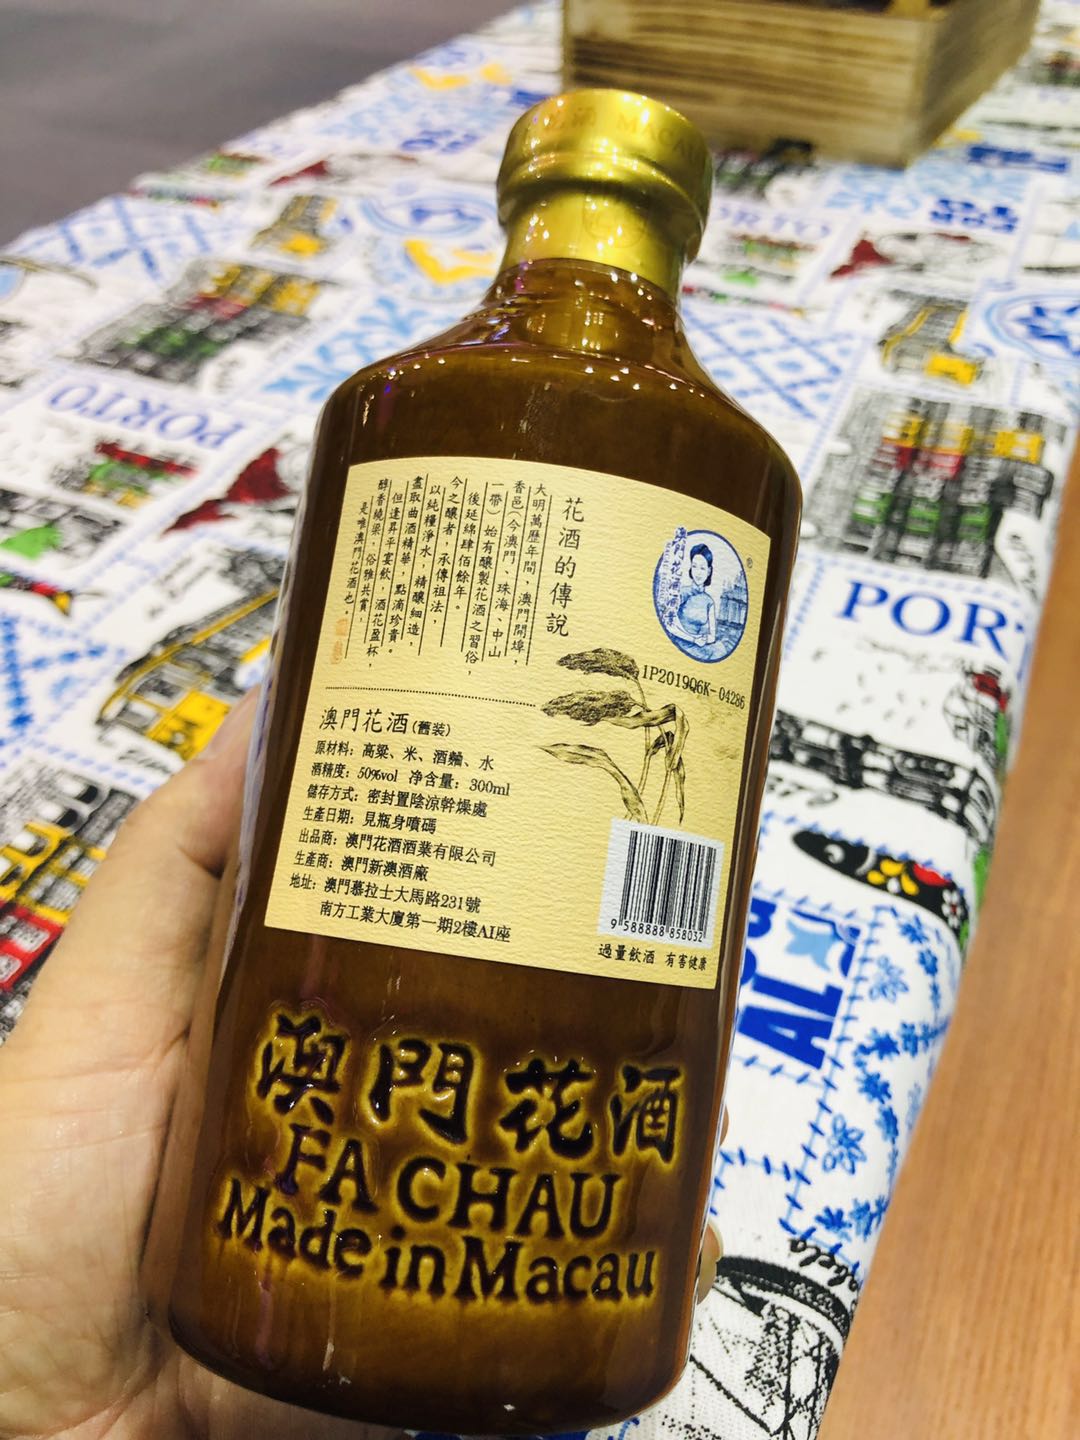 MACAU
花酒的傳說
大明萬歷年間，澳門開埠，
香邑（今澳門、珠海、中山
一帶）始有釀製花酒之習俗，
後延綿肆佰餘年。
今之釀者，承傳祖法，
以純糧淨水，精釀細造，
盡取曲酒精華，點滴珍貴。
但逢昇平宴飲，酒花盈杯，
醇香繞梁，俗雅共賞，
是唯澳門花酒也。
®
1P2019Q6K-04286
澳門花酒(舊裝)
原材料：高粱、米、酒麯、水
酒精度：50%vol 净含量：300ml
儲存方式：密封置陰涼幹燥處
生產日期：見瓶身噴碼
出品商：澳門花酒酒業有限公司
生產商：澳門新澳酒廠
地址：澳門慕拉士大馬路231號
南方工業大廈第一期2樓AI座
9 588888 858032
過量飲酒 有害健康
澳門花酒
FA CHAU
Made in Macau
PORTO
PORTO
PORTO
POR
AL